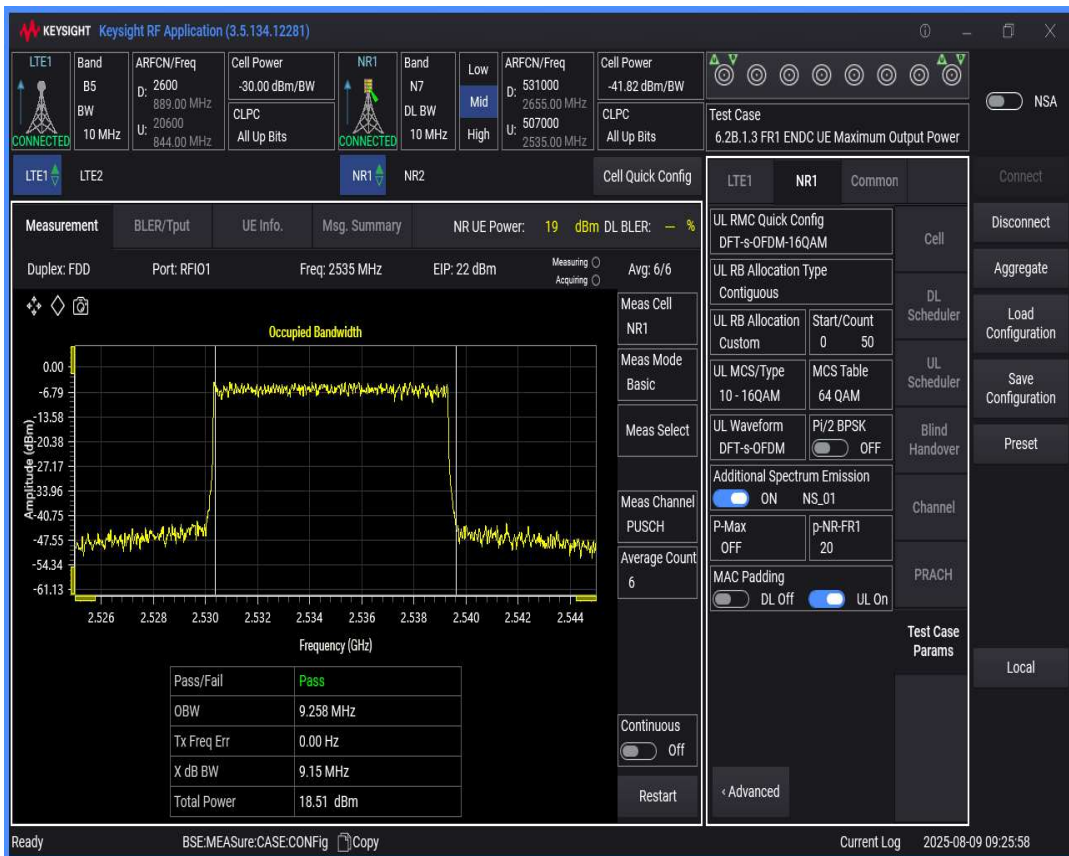 KEYSIGHT Keysight RF Application (3.5.134.12281)
LTE1 Band ARFCN/Freq Cell Power NR1 Band Low ARFCN/Freq Cell Power
B5 D: 2600 -30.00 dBm/BW N7 D: 531000 -41.82 dBm/BW
889.00 MHz 2655.00 MHz
BW CLPC DL BW Mid CLPC Test Case NSA
U: 20600 U: 507000
CONNECTED 10 MHz 844.00 MHz All Up Bits CONNECTED 10 MHz High 2535.00 MHz All Up Bits 6.2B.1.3 FR1 ENDC UE Maximum Output Power
LTE1 LTE2 NR1 NR2 Cell Quick Config LTE1 NR1 Common Connect
Measurement BLER/Tput UE Info. Msg. Summary NR UE Power: 19 dBm DL BLER: — %
Duplex: FDD Port: RFIO1 Freq: 2535 MHz EIP: 22 dBm Measuring Acquiring Avg: 6/6
Occupied Bandwidth
Amplitude (dBm)
0.00
-6.79
-13.58
-20.38
-27.17
-33.96
-40.75
-47.55
-54.34
-61.13
2.526 2.528 2.530 2.532 2.534 2.536 2.538 2.540 2.542 2.544
Frequency (GHz)
Pass/Fail Pass
OBW 9.258 MHz
Tx Freq Err 0.00 Hz
X dB BW 9.15 MHz
Total Power 18.51 dBm
Meas Cell
NR1
Meas Mode
Basic
Meas Select
Meas Channel
PUSCH
Average Count
6
Continuous
Off
Restart
UL RMC Quick Config
DFT-s-OFDM-16QAM
UL RB Allocation Type
Contiguous
UL RB Allocation Start/Count
Custom 0 50
UL MCS/Type MCS Table
10 - 16QAM 64 QAM
UL Waveform Pi/2 BPSK
DFT-s-OFDM OFF
Additional Spectrum Emission
ON NS_01
P-Max p-NR-FR1
OFF 20
MAC Padding
DL Off UL On
‹ Advanced
Cell
DL
Scheduler
UL
Scheduler
Blind
Handover
Channel
PRACH
Test Case
Params
Disconnect
Aggregate
Load
Configuration
Save
Configuration
Preset
Local
Ready BSE:MEASure:CASE:CONFig Copy Current Log 2025-08-09 09:25:58